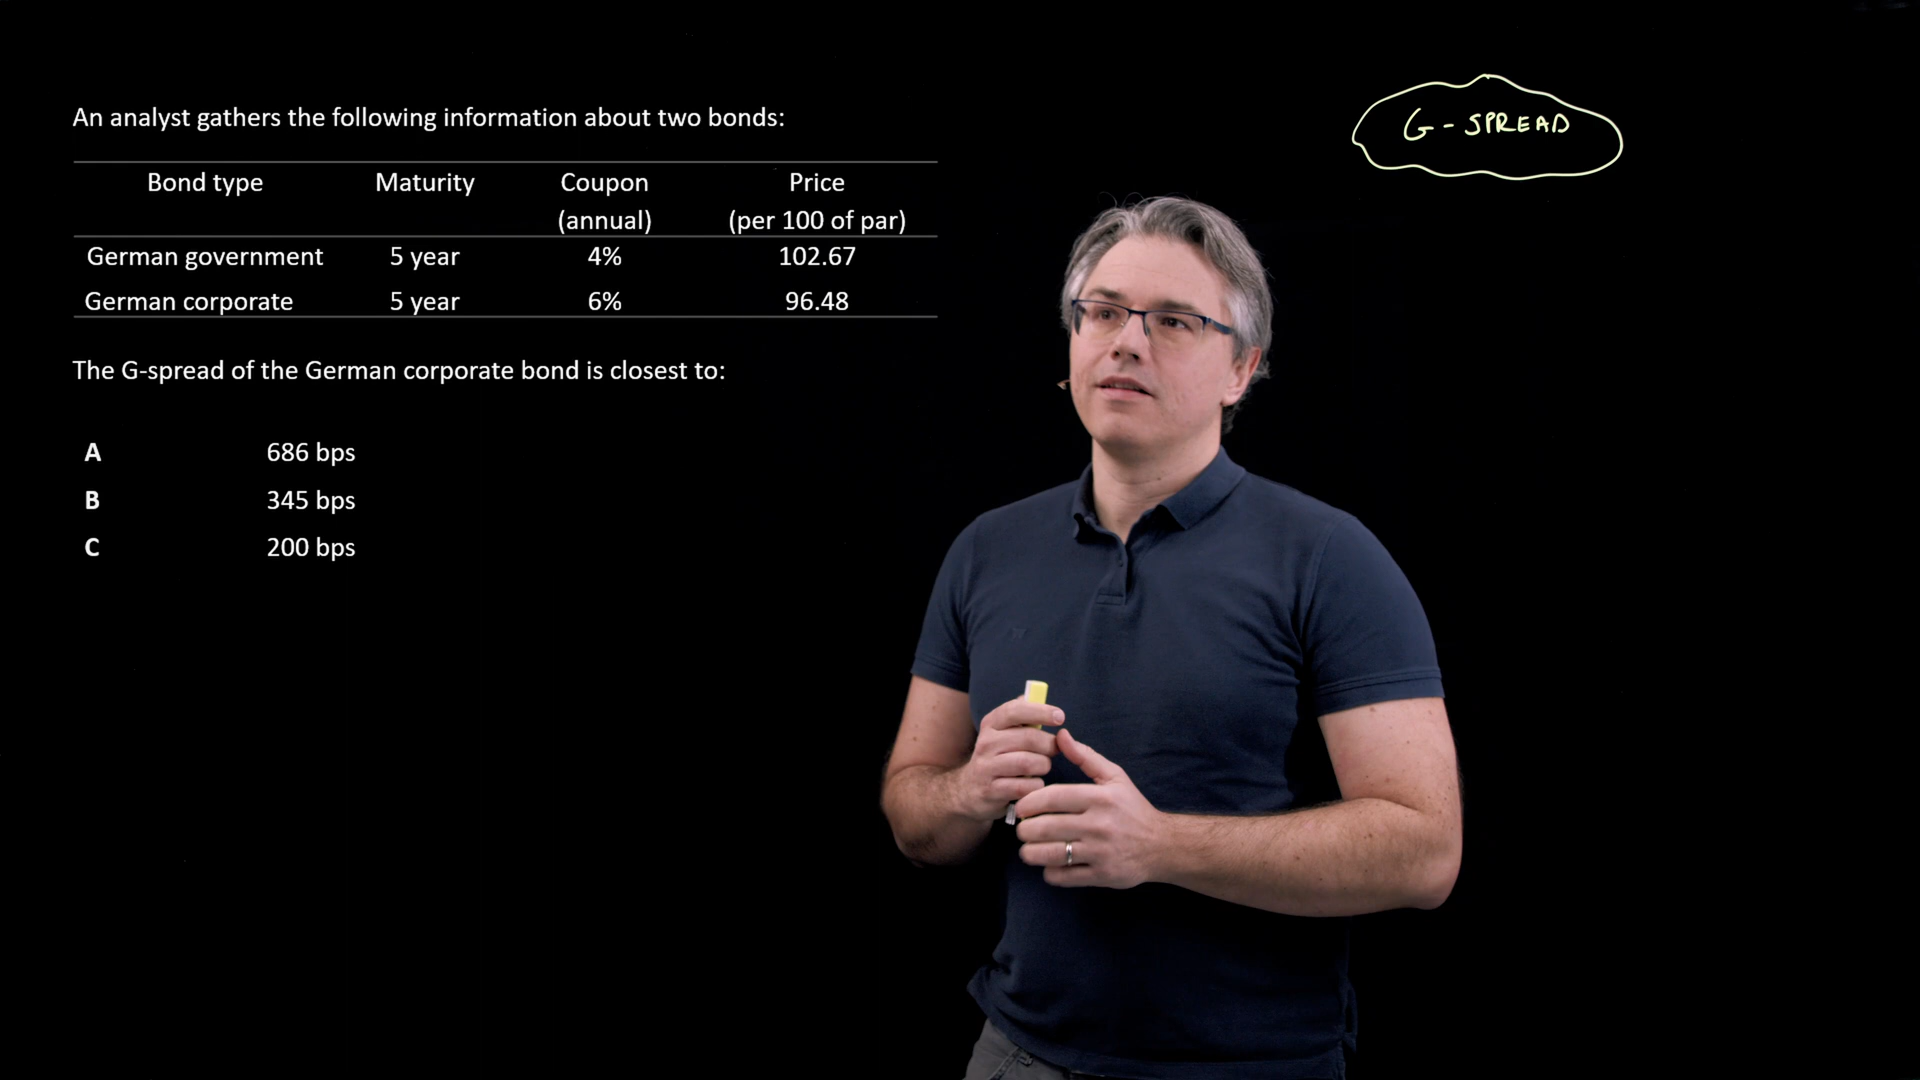 An analyst gathers the following information about two bonds:
G - SPREAD
Bond type Maturity Coupon Price
(annual) (per 100 of par)
German government 5 year 4% 102.67
German corporate 5 year 6% 96.48
The G-spread of the German corporate bond is closest to:
A 686 bps
B 345 bps
C 200 bps